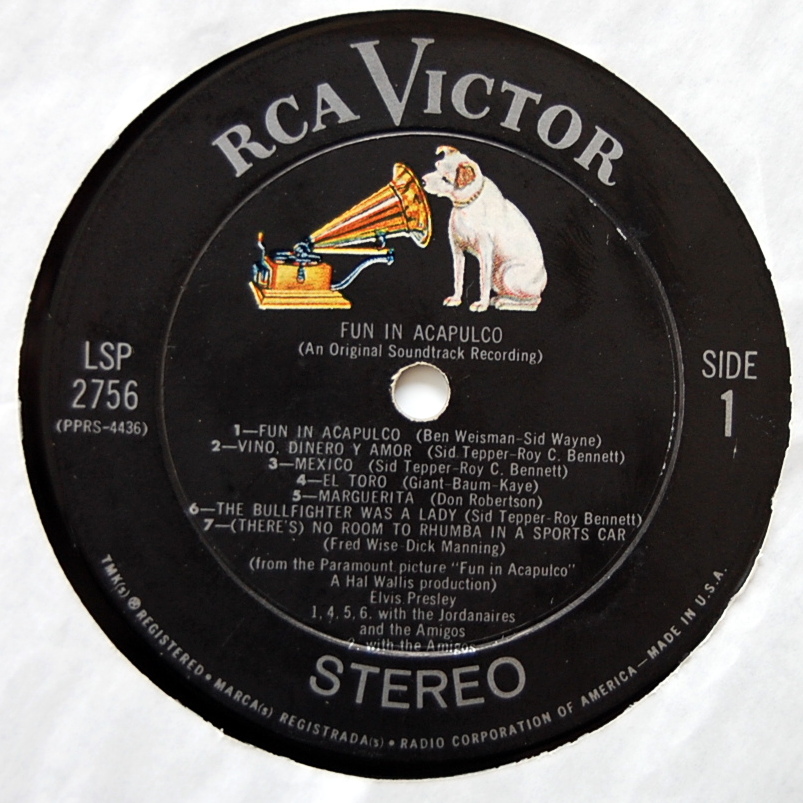 RCA VICTOR
FUN IN ACAPULCO
(An Original Soundtrack Recording)
LSP
2756
(PPRS-4436)
SIDE
1
1—FUN IN ACAPULCO (Ben Weisman-Sid Wayne)
2—VINO, DINERO Y AMOR (Sid Tepper-Roy C. Bennett)
3—MEXICO (Sid Tepper-Roy C. Bennett)
4—EL TORO (Giant-Baum-Kaye)
5—MARGUERITA (Don Robertson)
6—THE BULLFIGHTER WAS A LADY (Sid Tepper-Roy Bennett)
7—(THERE'S) NO ROOM TO RHUMBA IN A SPORTS CAR
(Fred Wise-Dick Manning)
(from the Paramount picture "Fun in Acapulco"
A Hal Wallis production)
Elvis Presley
1, 4, 5, 6. with the Jordanaires
and the Amigos
2. with the Amigos
STEREO
TMK(s) ® REGISTERED • MARCA(s) REGISTRADA(s) • RADIO CORPORATION OF AMERICA—MADE IN U.S.A.